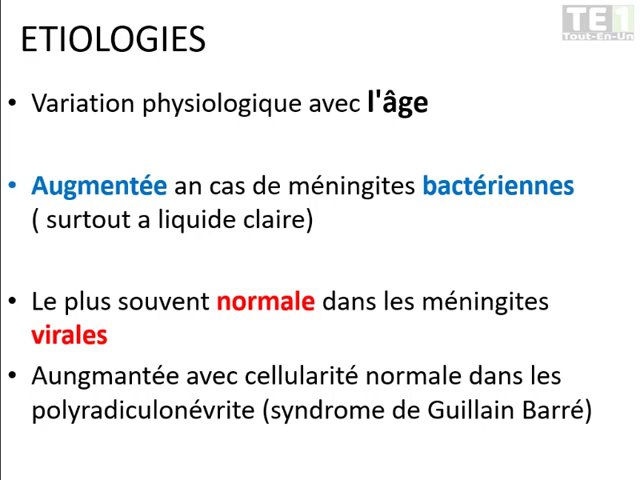 TE1
Tout-En-Un
ETIOLOGIES
• Variation physiologique avec l'âge
• Augmentée an cas de méningites bactériennes
( surtout a liquide claire)
• Le plus souvent normale dans les méningites
virales
• Aungmantée avec cellularité normale dans les
polyradiculonévrite (syndrome de Guillain Barré)